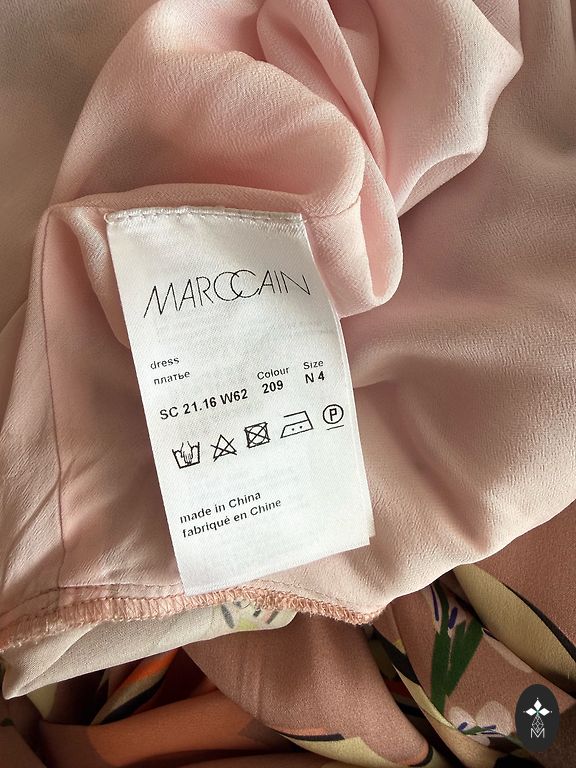 MARCCAIN
dress
платье
Colour Size
SC 21.16 W62 209 N 4
P
made in China
fabriqué en Chine
M